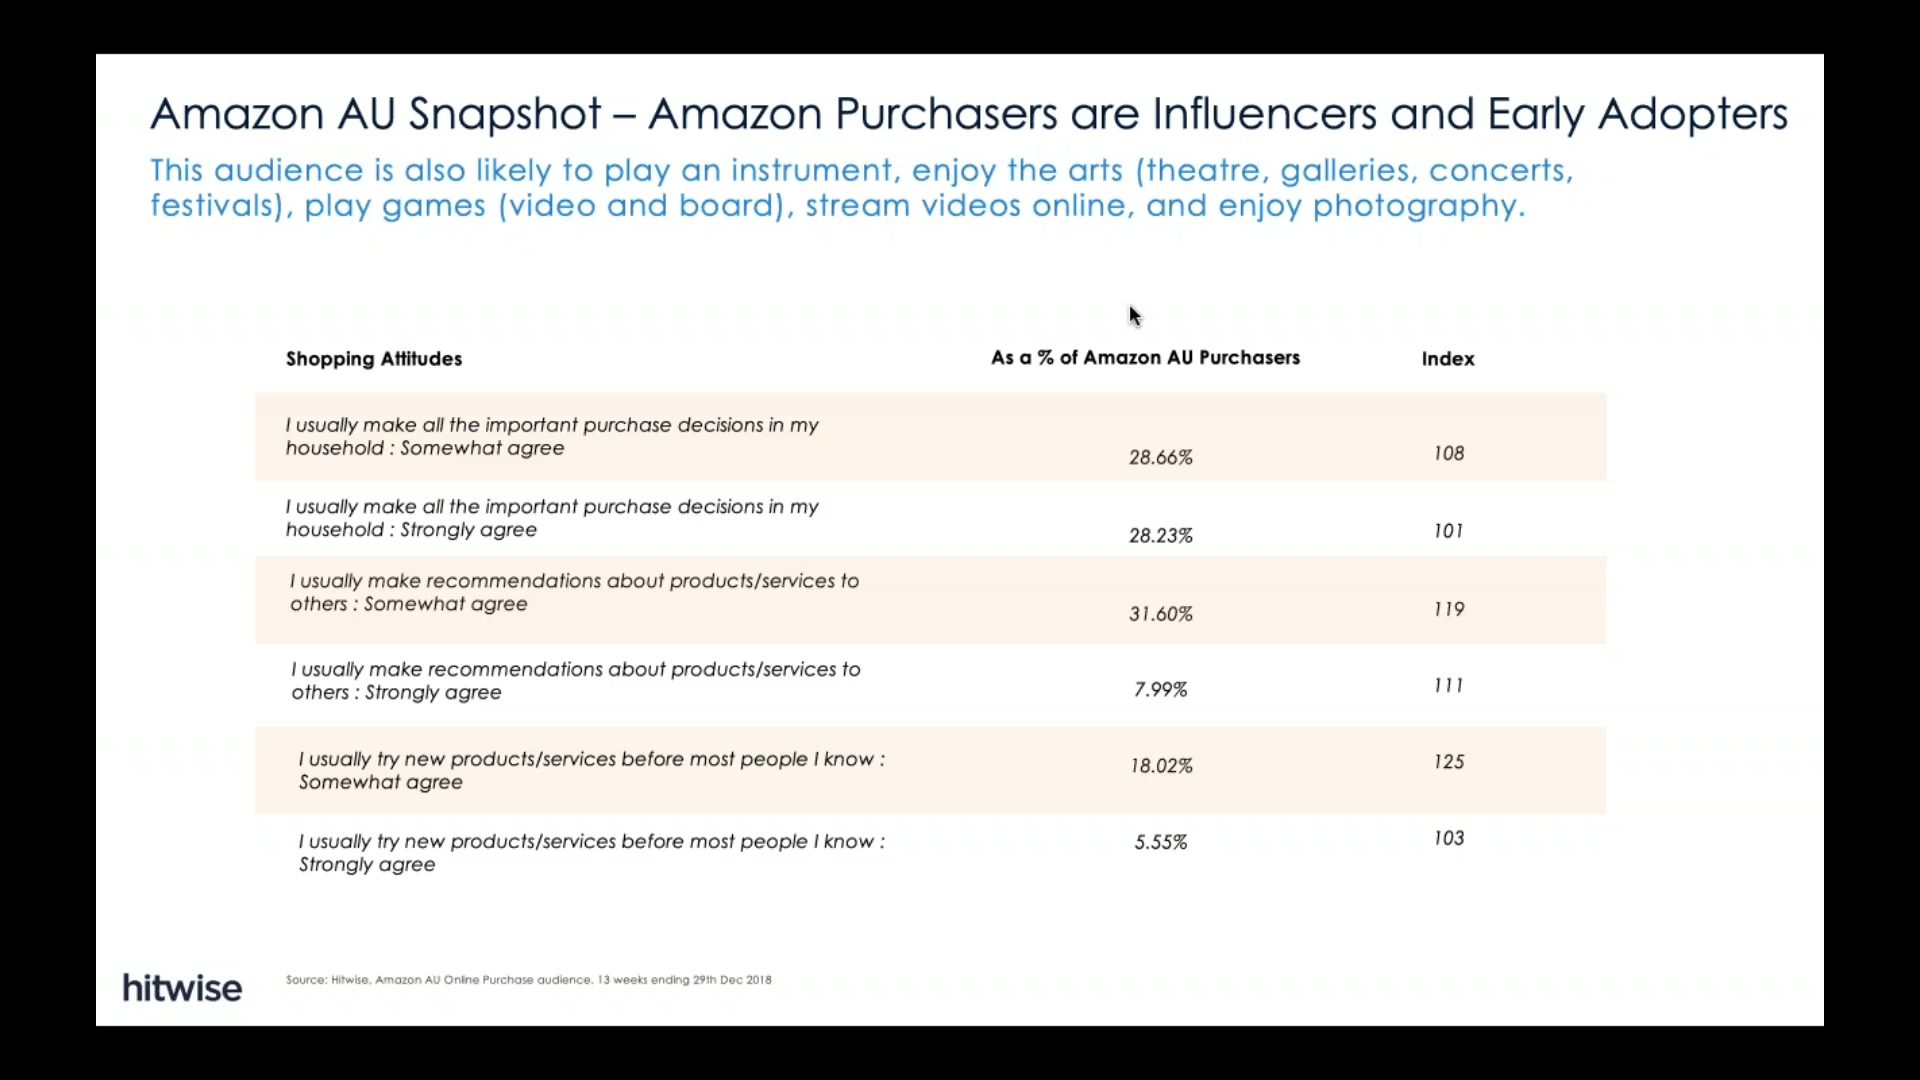 Amazon AU Snapshot – Amazon Purchasers are Influencers and Early Adopters
This audience is also likely to play an instrument, enjoy the arts (theatre, galleries, concerts,
festivals), play games (video and board), stream videos online, and enjoy photography.
Shopping Attitudes As a % of Amazon AU Purchasers Index
I usually make all the important purchase decisions in my
household : Somewhat agree
28.66% 108
I usually make all the important purchase decisions in my
household : Strongly agree
28.23% 101
I usually make recommendations about products/services to
others : Somewhat agree
31.60% 119
I usually make recommendations about products/services to
others : Strongly agree
7.99% 111
I usually try new products/services before most people I know :
Somewhat agree
18.02% 125
I usually try new products/services before most people I know :
Strongly agree
5.55% 103
hitwise
Source: Hitwise, Amazon AU Online Purchase audience. 13 weeks ending 29th Dec 2018